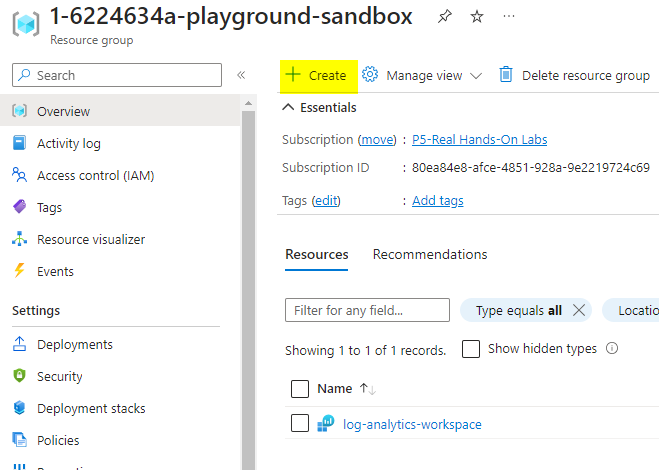 1-6224634a-playground-sandbox
Resource group
Search
Overview
Activity log
Access control (IAM)
Tags
Resource visualizer
Events
Settings
Deployments
Security
Deployment stacks
Policies
Create
Manage view
Delete resource group
Essentials
Subscription (move) : P5-Real Hands-On Labs
Subscription ID : 80ea84e8-afce-4851-928a-9e2219724c69
Tags (edit) : Add tags
Resources Recommendations
Filter for any field... Type equals all Locatio
Showing 1 to 1 of 1 records. Show hidden types
Name
log-analytics-workspace